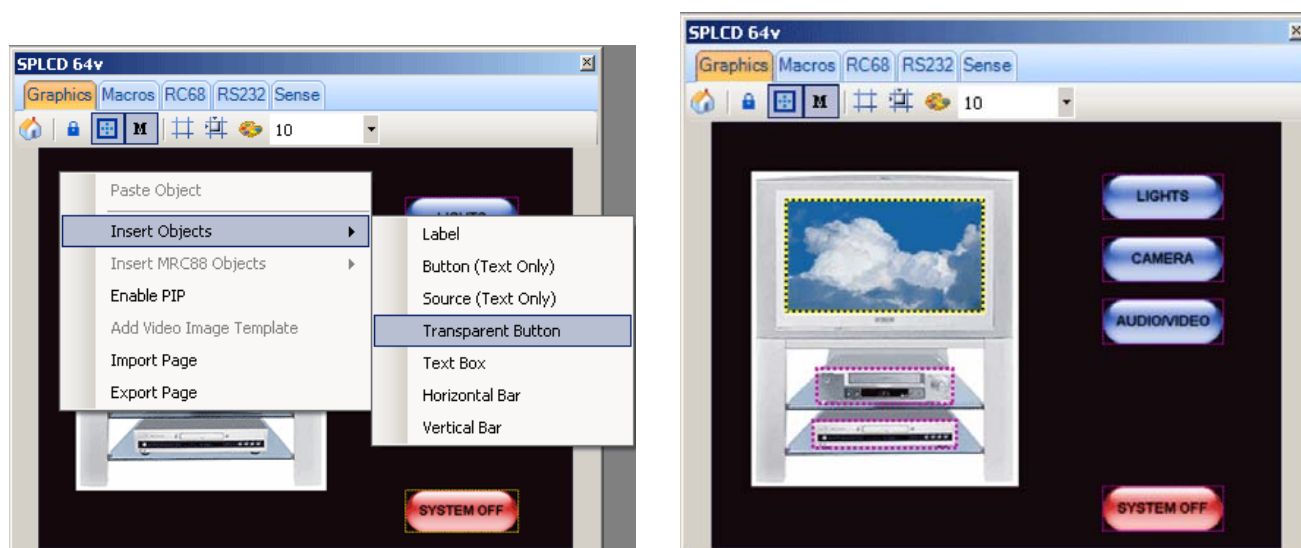 SPLCD 64v
Graphics Macros RC68 RS232 Sense
M 10
Paste Object
Insert Objects
Insert MRC88 Objects
Enable PIP
Add Video Image Template
Import Page
Export Page
Label
Button (Text Only)
Source (Text Only)
Transparent Button
Text Box
Horizontal Bar
Vertical Bar
SYSTEM OFF
SPLCD 64v
Graphics Macros RC68 RS232 Sense
M 10
LIGHTS
CAMERA
AUDIO/VIDEO
SYSTEM OFF